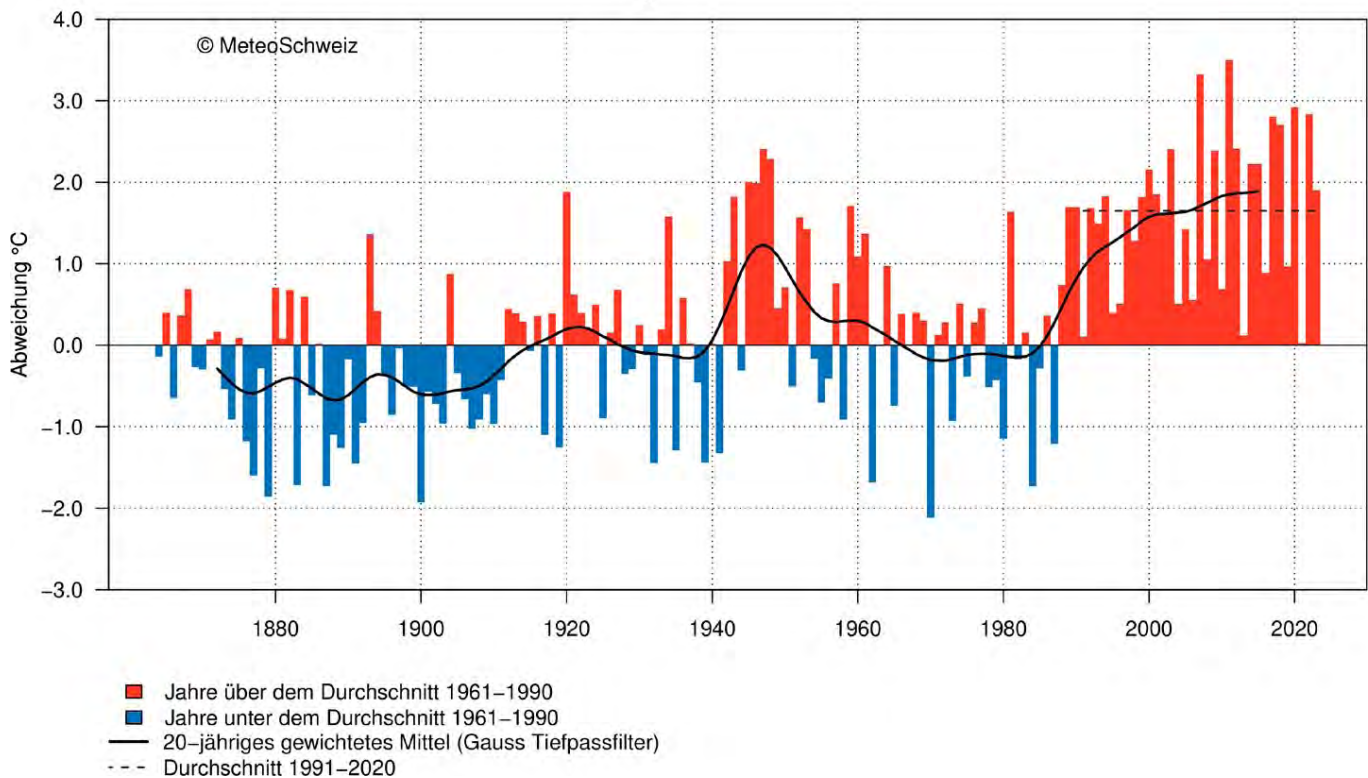 4.0
© MeteoSchweiz
3.0
2.0
1.0
0.0
−1.0
−2.0
−3.0
Abweichung °C
1880 1900 1920 1940 1960 1980 2000 2020
Jahre über dem Durchschnitt 1961−1990
Jahre unter dem Durchschnitt 1961−1990
20−jähriges gewichtetes Mittel (Gauss Tiefpassfilter)
Durchschnitt 1991−2020